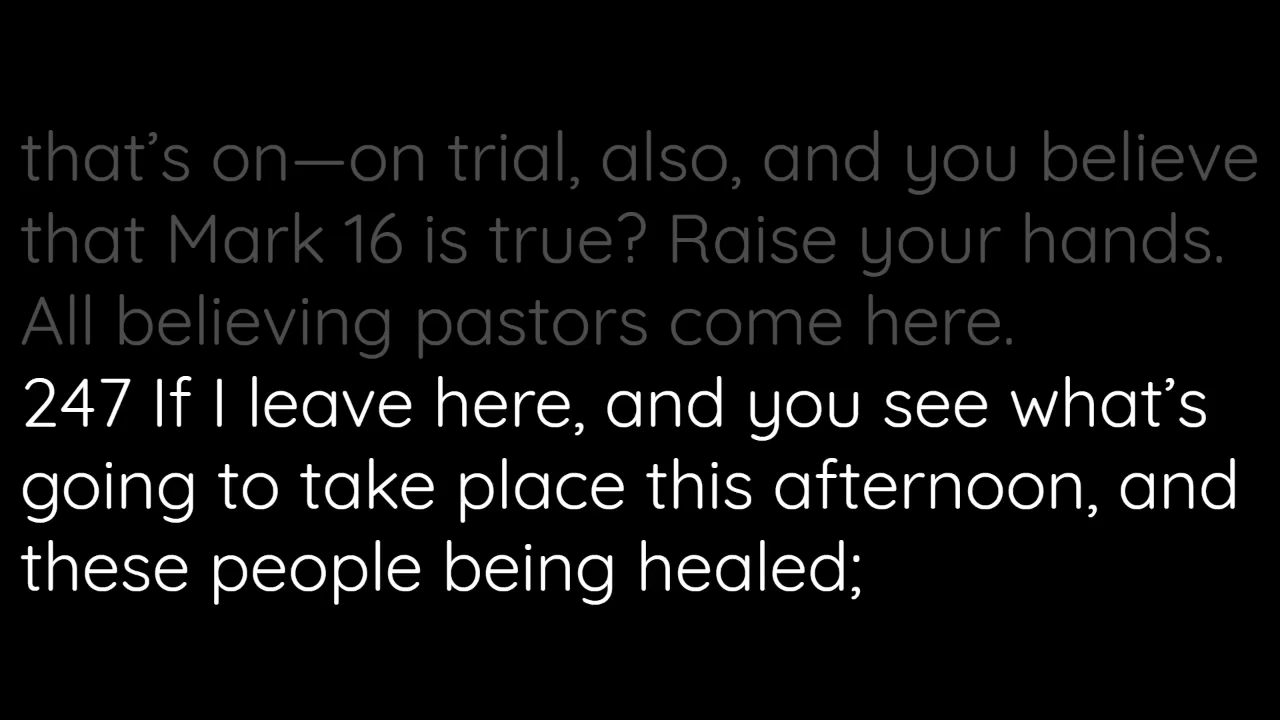 that’s on—on trial, also, and you believe
that Mark 16 is true? Raise your hands.
All believing pastors come here.
247 If I leave here, and you see what’s
going to take place this afternoon, and
these people being healed;